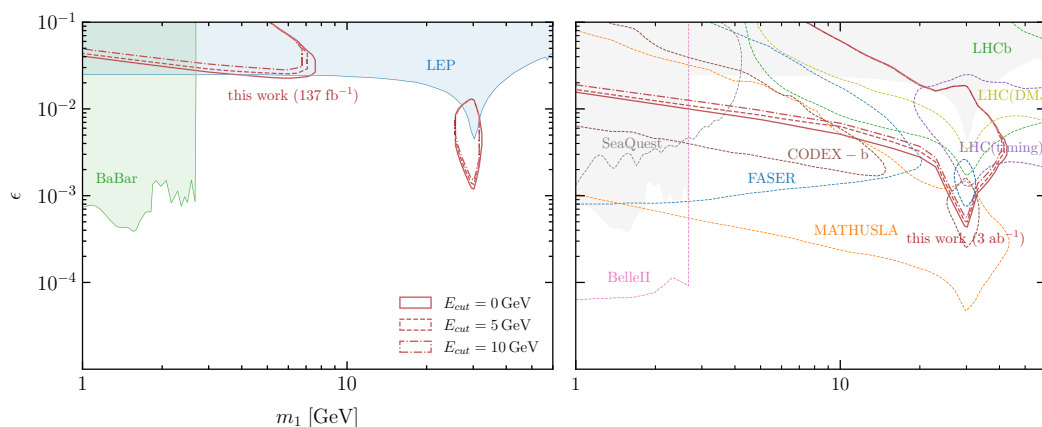 10⁻¹
10⁻²
10⁻³
10⁻⁴
ϵ
LEP
this work (137 fb⁻¹)
BaBar
E_cut = 0 GeV
E_cut = 5 GeV
E_cut = 10 GeV
1
10
m₁ [GeV]
LHCb
LHC(DM
LHC(timing)
SeaQuest
CODEX − b
FASER
MATHUSLA
this work (3 ab⁻¹)
BelleII
1
10